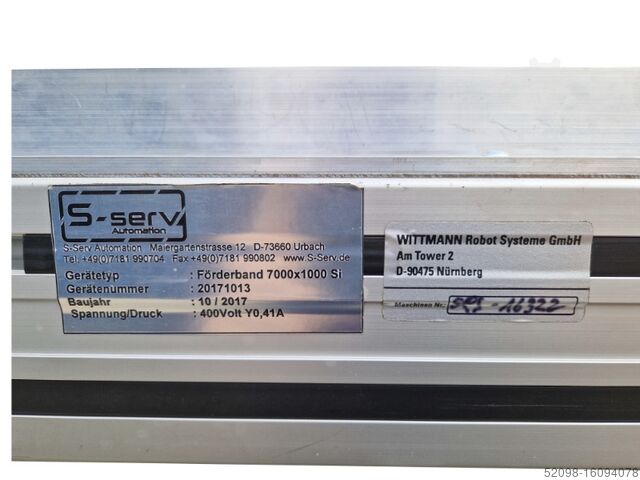 S-serv
Automation
S-Serv Automation Maiergartenstrasse 12 D-73660 Urbach
Tel. +49(0)7181 990704 Fax +49(0)7181 990802 www.S-Serv.de
Gerätetyp : Förderband 7000x1000 Si
Gerätenummer : 20171013
Baujahr : 10 / 2017
Spannung/Druck : 400Volt Y0,41A
WITTMANN Robot Systeme GmbH
Am Tower 2
D-90475 Nürnberg
Maschinen Nr.: -16322
52098-16094078